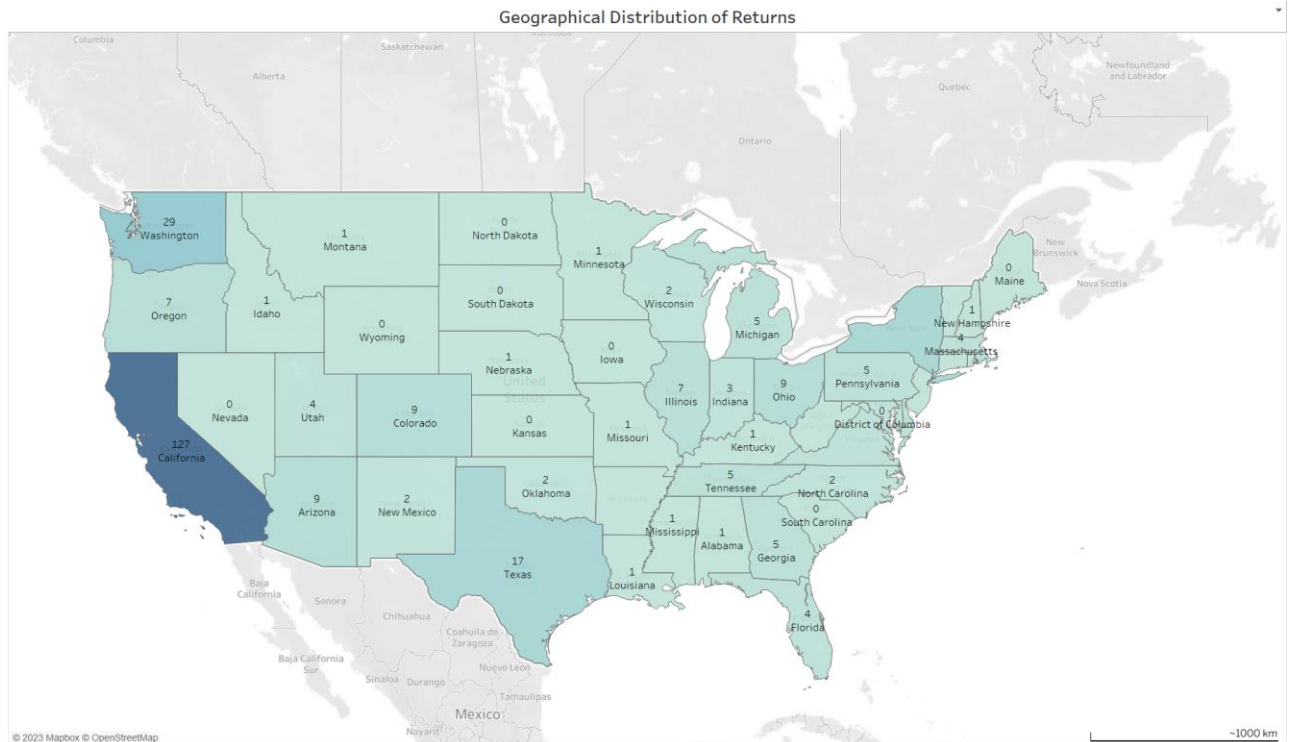 Geographical Distribution of Returns
Columbia
Saskatchewan
Manitoba
Alberta
Newfoundland
and Labrador
Quebec
Ontario
New
Brunswick
Nova Scotia
29
Washington
1
Montana
0
North Dakota
1
Minnesota
0
Maine
7
Oregon
1
Idaho
0
South Dakota
2
Wisconsin
5
Michigan
New York
1
New Hampshire
4
Massachusetts
0
Wyoming
0
Iowa
1
Nebraska
United
States
0
Nevada
4
Utah
9
Colorado
0
Kansas
1
Missouri
7
Illinois
3
Indiana
9
Ohio
5
Pennsylvania
0
District of Columbia
1
Kentucky
127
California
9
Arizona
2
New Mexico
2
Oklahoma
5
Tennessee
2
North Carolina
0
South Carolina
17
Texas
1
Louisiana
1
Mississippi
1
Alabama
5
Georgia
4
Florida
Baja
California
Sonora
Chihuahua
Coahuila de
Zaragoza
Baja California
Sur
Sinaloa
Durango
Nuevo León
Tamaulipas
Mexico
Nayarit
© 2023 Mapbox © OpenStreetMap
~1000 km